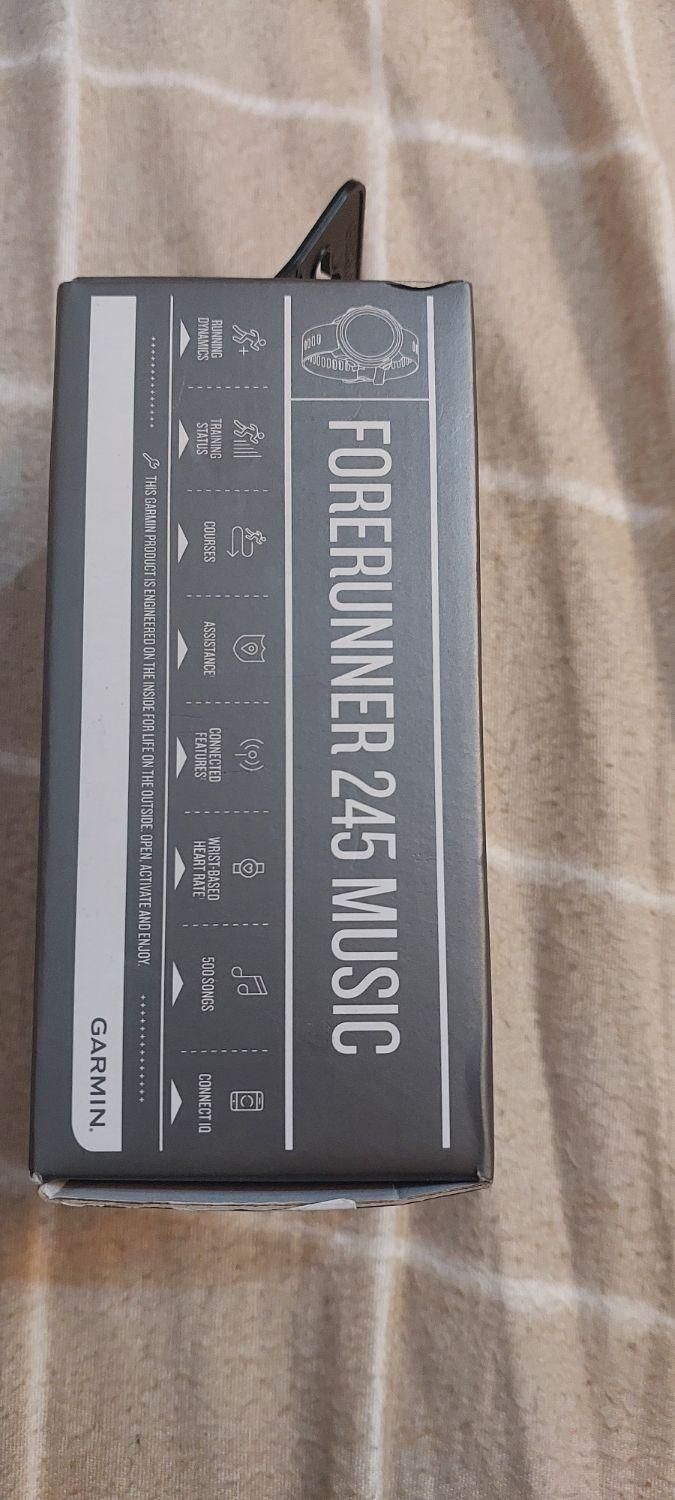 FORERUNNER 245 MUSIC
RUNNING
DYNAMICS
TRAINING
STATUS
COURSES
ASSISTANCE
CONNECTED
FEATURES
WRIST-BASED
HEART RATE
500 SONGS
CONNECT IQ
THIS GARMIN PRODUCT IS ENGINEERED ON THE INSIDE FOR LIFE ON THE OUTSIDE. OPEN, ACTIVATE AND ENJOY.
GARMIN.